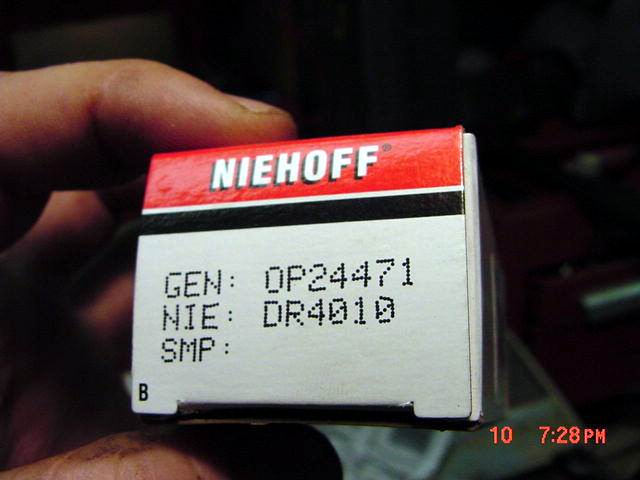 NIEHOFF®
GEN: OP24471
NIE: DR4010
SMP:
B
10 7:28PM